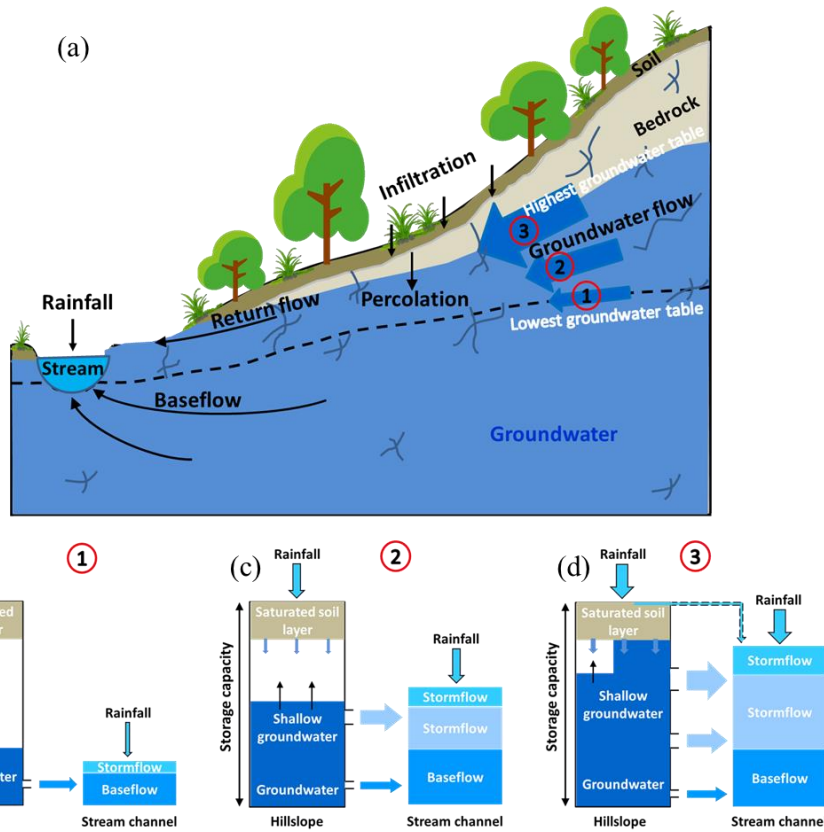 (a)
Soil
Bedrock
Highest groundwater table
Infiltration
3
Groundwater flow
2
Rainfall
Return flow
Percolation
1
Lowest groundwater table
Stream
Baseflow
Groundwater
1
(c)
2
(d)
3
Rainfall
Rainfall
Saturated soil
layer
Rainfall
Saturated soil
layer
Rainfall
Storage capacity
Storage capacity
Rainfall
Stormflow
Baseflow
Shallow
groundwater
Groundwater
Stormflow
Stormflow
Baseflow
Shallow
groundwater
Groundwater
Stormflow
Stormflow
Baseflow
Stream channel
Hillslope
Stream channel
Hillslope
Stream channel